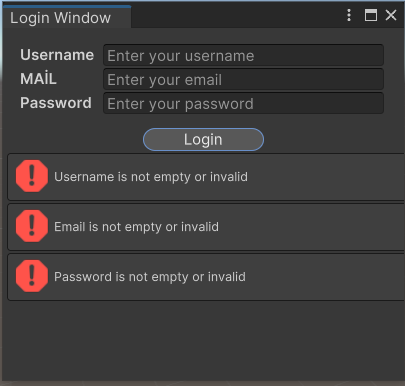 Login Window
Username Enter your username
MAİL Enter your email
Password Enter your password
Login
Username is not empty or invalid
Email is not empty or invalid
Password is not empty or invalid